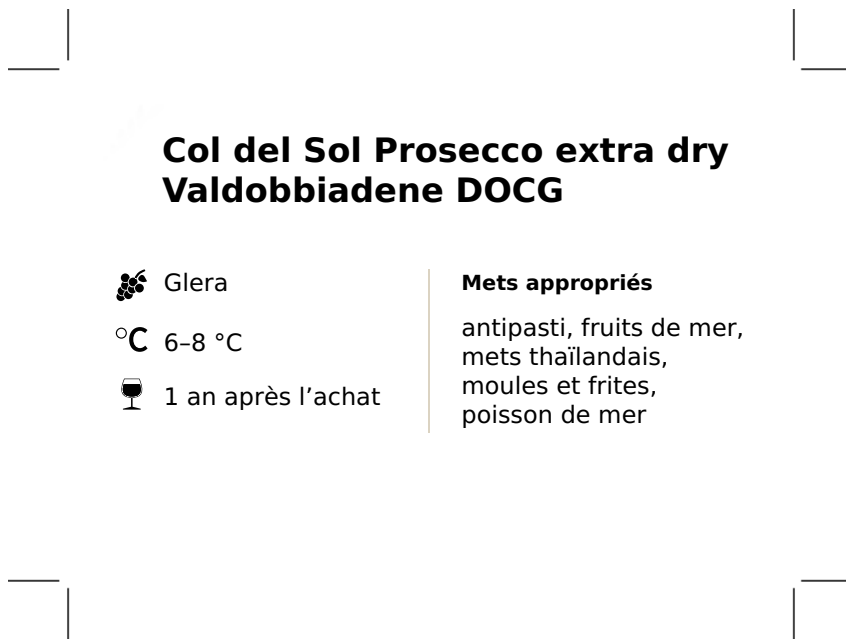 Col del Sol Prosecco extra dry
Valdobbiadene DOCG
Glera
°C 6–8 °C
1 an après l’achat
Mets appropriés
antipasti, fruits de mer,
mets thaïlandais,
moules et frites,
poisson de mer